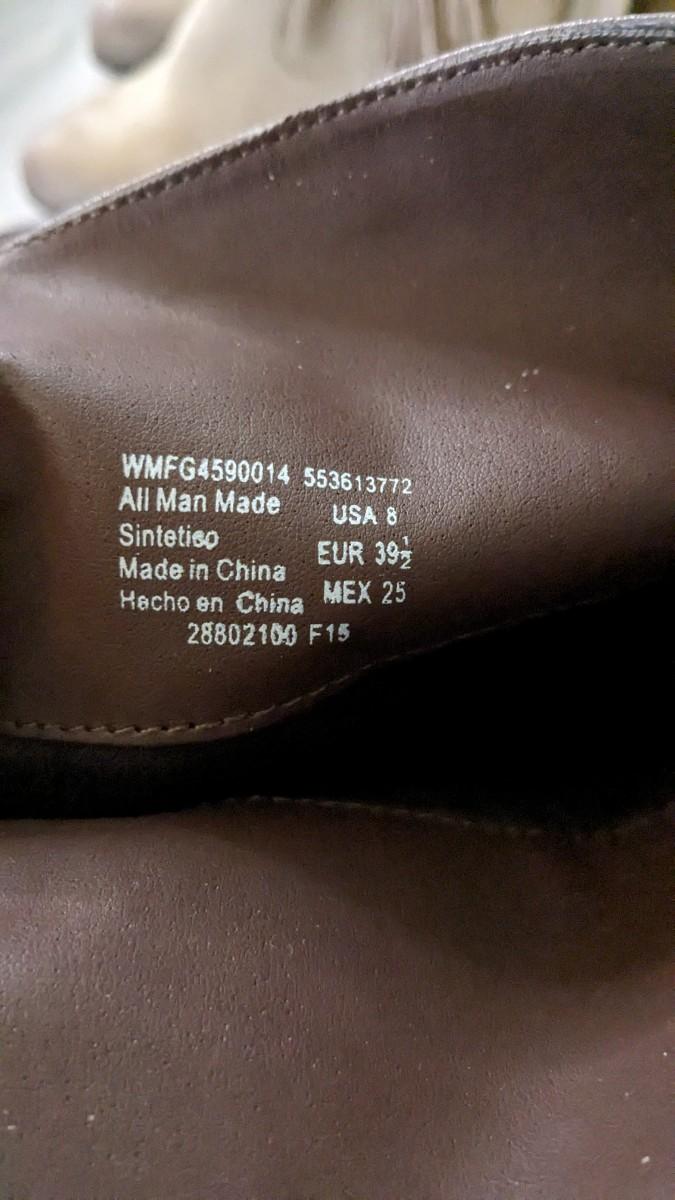 WMFG4590014 553613772
All Man Made USA 8
Sintetico EUR 39½
Made in China MEX 25
Hecho en China
28802100 F15